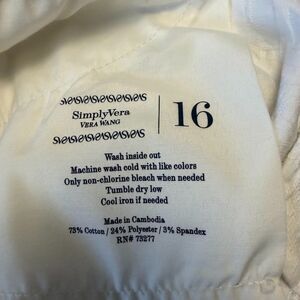 SimplyVera
VERA WANG
16
Wash inside out
Machine wash cold with like colors
Only non-chlorine bleach when needed
Tumble dry low
Cool iron if needed
Made in Cambodia
73% Cotton / 24% Polyester / 3% Spandex
RN# 73277